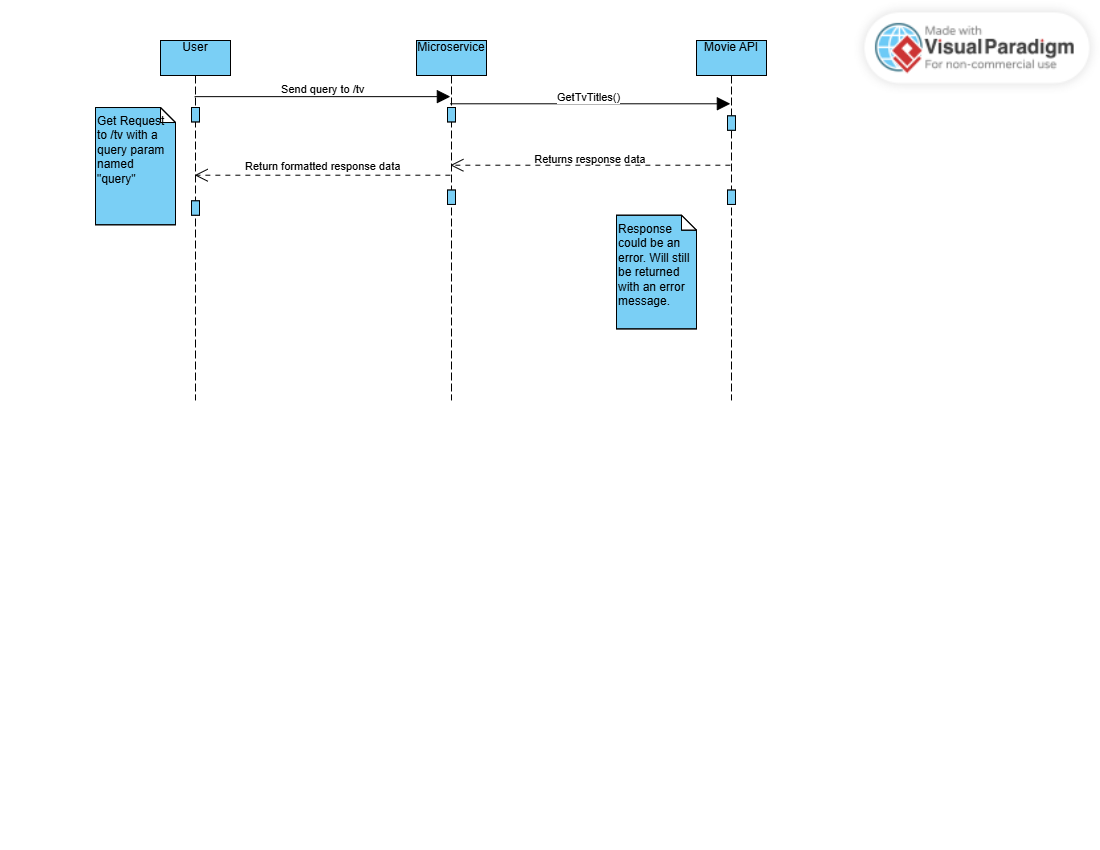 User
Microservice
Movie API
Made with
Visual Paradigm
For non-commercial use
Send query to /tv
GetTvTitles()
Get Request
to /tv with a
query param
named
"query"
Returns response data
Return formatted response data
Response
could be an
error. Will still
be returned
with an error
message.